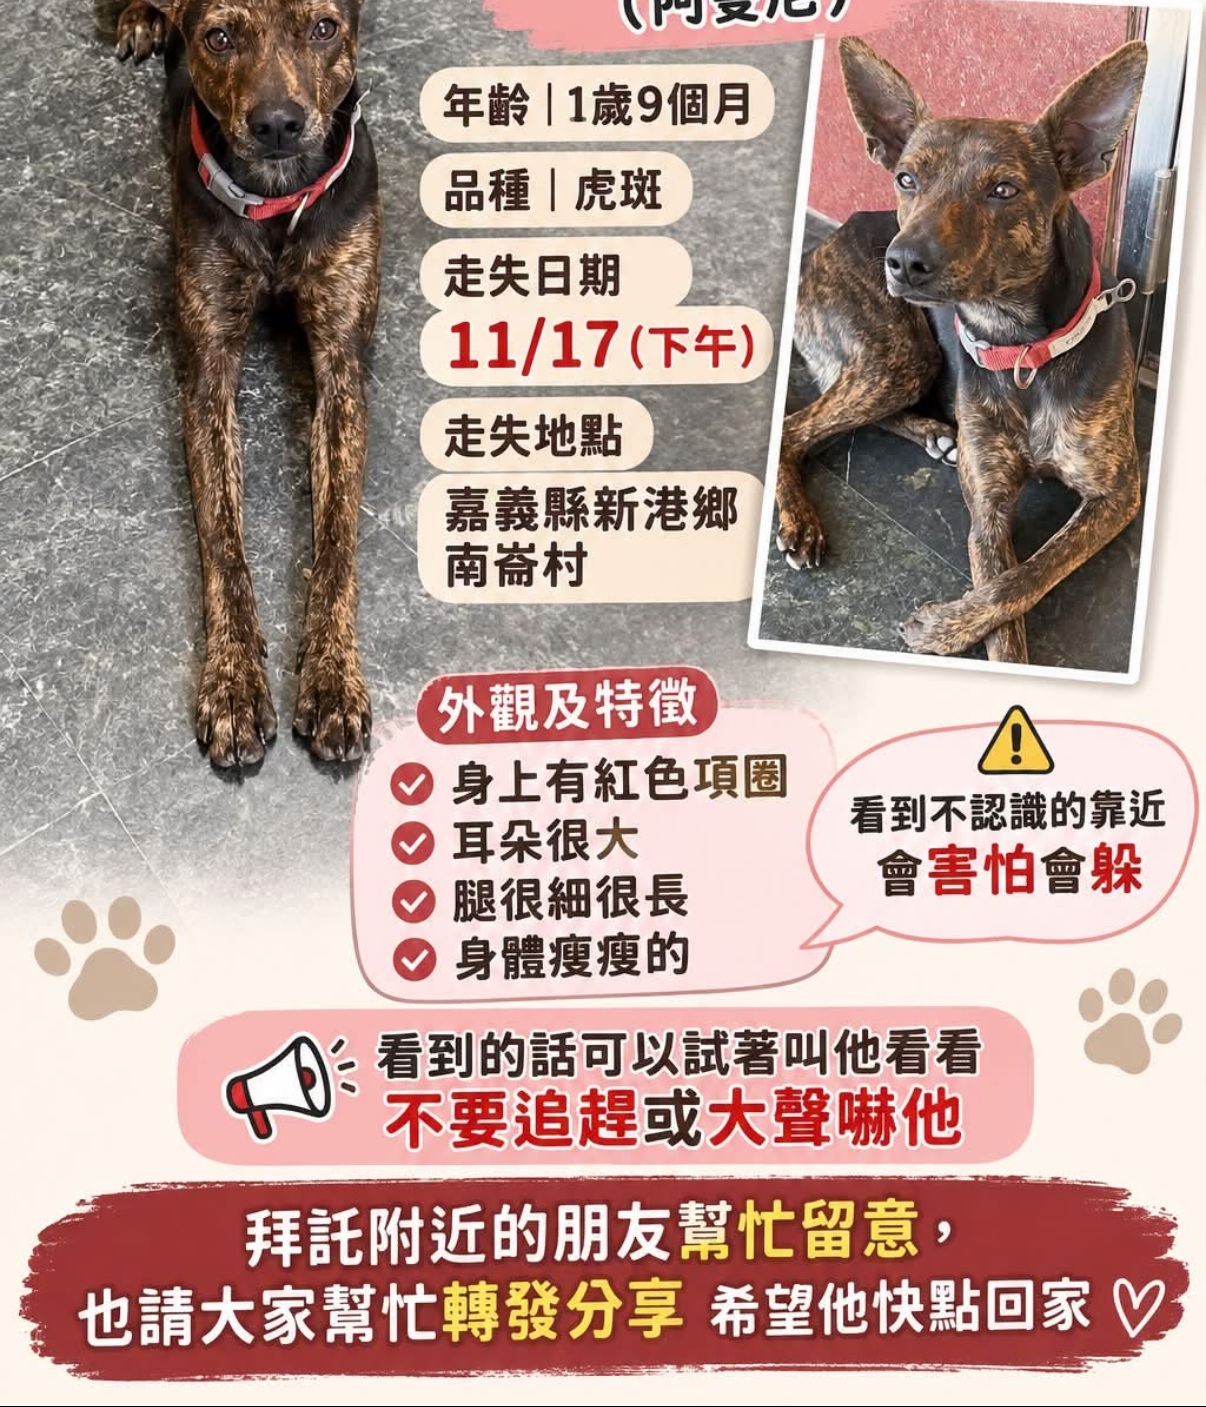 年齡｜1歲9個月
品種｜虎斑
走失日期
11/17(下午)
走失地點
嘉義縣新港鄉
南崙村
外觀及特徵
身上有紅色項圈
耳朵很大
腿很細很長
身體瘦瘦的
看到不認識的靠近
會害怕會躲
看到的話可以試著叫他看看
不要追趕或大聲嚇他
拜託附近的朋友幫忙留意，
也請大家幫忙轉發分享 希望他快點回家